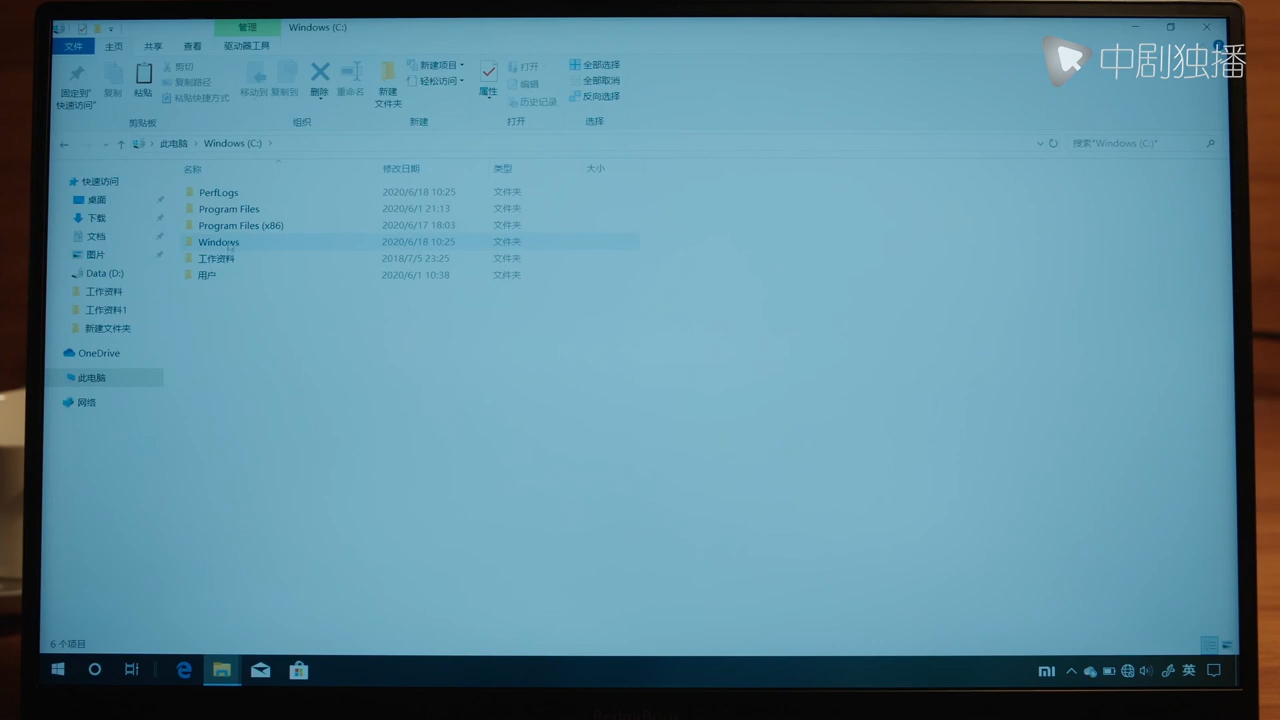 管理
Windows (C:)
文件
主页
共享
查看
驱动器工具
中剧独播
固定到"
快速访问"
复制
粘贴
剪切
复制路径
粘贴快捷方式
剪贴板
移动到
复制到
删除
重命名
组织
新建
文件夹
新建项目
轻松访问
新建
属性
打开
编辑
历史记录
打开
全部选择
全部取消
反向选择
选择
此电脑
Windows (C:)
搜索"Windows (C:)"
名称
修改日期
类型
大小
PerfLogs 2020/6/18 10:25 文件夹
Program Files 2020/6/1 21:13 文件夹
Program Files (x86) 2020/6/17 18:03 文件夹
Windows 2020/6/18 10:25 文件夹
工作资料 2018/7/5 23:25 文件夹
用户 2020/6/1 10:38 文件夹
快速访问
桌面
下载
文档
图片
Data (D:)
工作资料
工作资料1
新建文件夹
OneDrive
此电脑
网络
6 个项目
mi
英